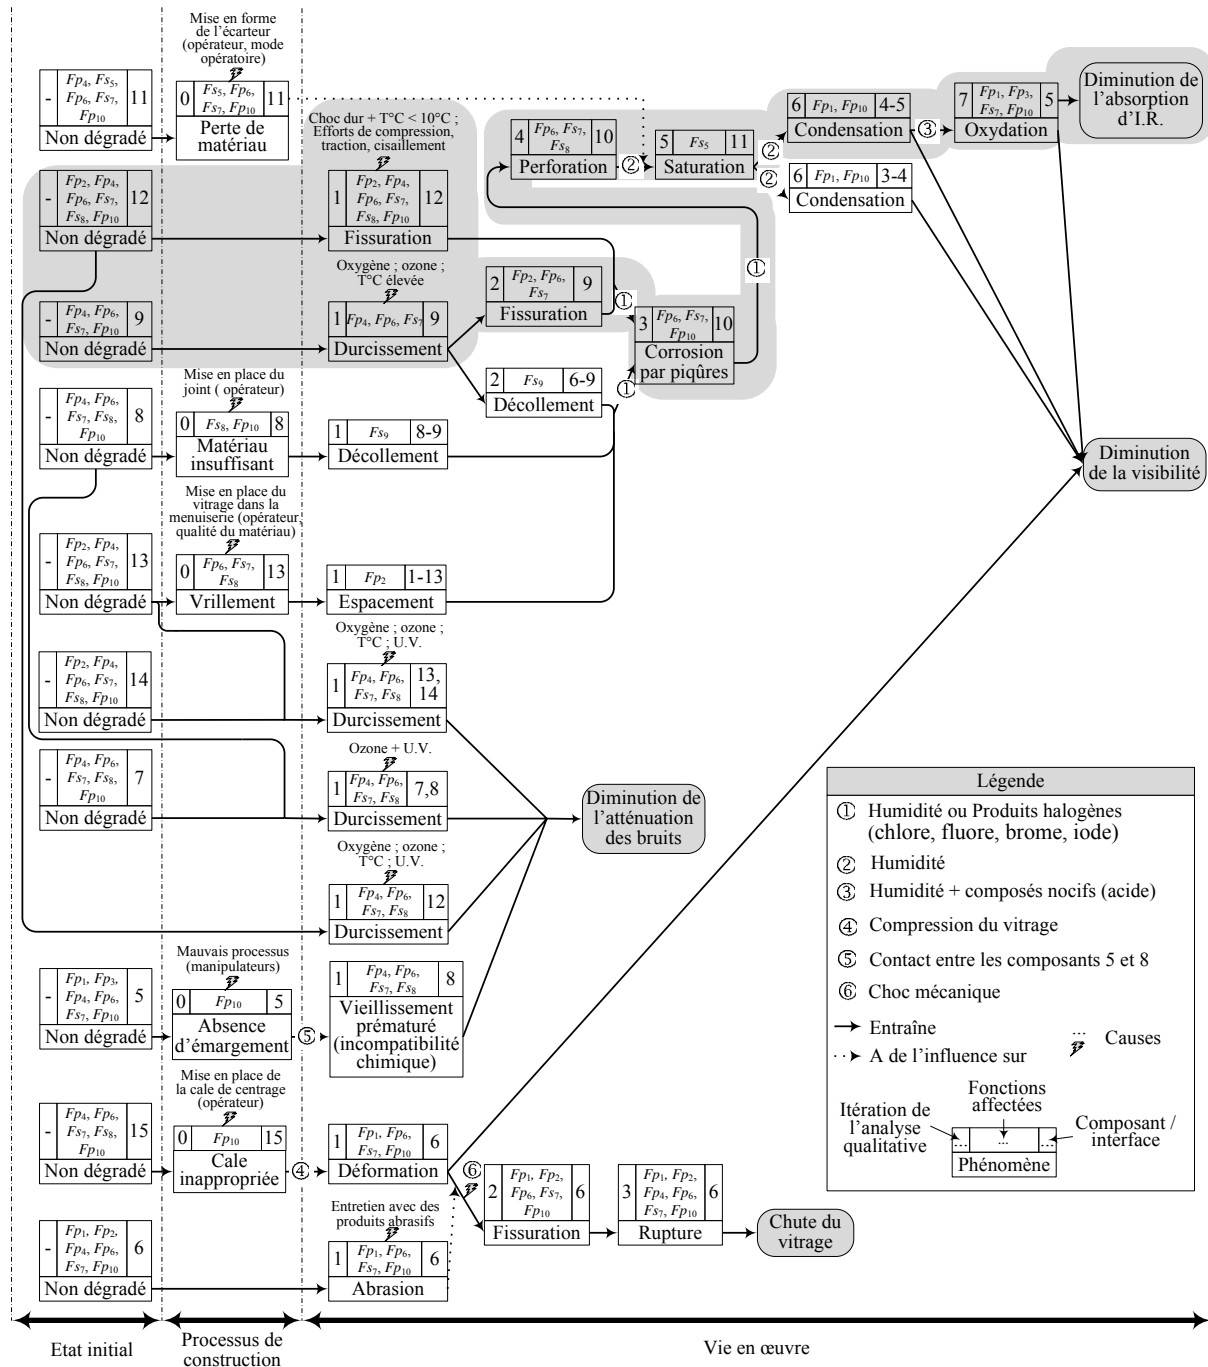 Mise en forme
de l'écarteur
(opérateur, mode
opératoire)
- Fp4, Fs5, 11
Fp6, Fs7,
Fp10
Non dégradé
0 Fs5, Fp6, 11
Fs7, Fp10
Perte de
matériau
Choc dur + T°C < 10°C ;
Efforts de compression,
traction, cisaillement
4 Fp6, Fs7, 10
Fs8
Perforation
②
5 Fs5 11
Saturation
②
②
6 Fp1, Fp10 4-5
Condensation
③
7 Fp1, Fp3, 5
Fs7, Fp10
Oxydation
Diminution de
l'absorption
d'I.R.
6 Fp1, Fp10 3-4
Condensation
- Fp2, Fp4, 12
Fp6, Fs7,
Fs8, Fp10
Non dégradé
1 Fp2, Fp4, 12
Fp6, Fs7,
Fs8, Fp10
Fissuration
Oxygène ; ozone ;
T°C élevée
- Fp4, Fp6, 9
Fs7, Fp10
Non dégradé
1 Fp4, Fp6, Fs7 9
Durcissement
2 Fp2, Fp6, 9
Fs7
Fissuration
①
①
3 Fp6, Fs7, 10
Fp10
Corrosion
par piqûres
2 Fs9 6-9
Décollement
①
Mise en place du
joint ( opérateur)
- Fp4, Fp6, 8
Fs7, Fs8,
Fp10
Non dégradé
0 Fs8, Fp10 8
Matériau
insuffisant
1 Fs9 8-9
Décollement
Diminution
de la visibilité
Mise en place du
vitrage dans la
menuiserie (opérateur,
qualité du matériau)
- Fp2, Fp4, 13
Fp6, Fs7,
Fs8, Fp10
Non dégradé
0 Fp6, Fs7, 13
Fs8
Vrillement
1 Fp2 1-13
Espacement
Oxygène ; ozone ;
T°C ; U.V.
- Fp2, Fp4, 14
Fp6, Fs7,
Fs8, Fp10
Non dégradé
1 Fp4, Fp6, 13,
Fs7, Fs8 14
Durcissement
Ozone + U.V.
- Fp4, Fp6, 7
Fs7, Fs8,
Fp10
Non dégradé
1 Fp4, Fp6, 7,8
Fs7, Fs8
Durcissement
Diminution de
l'atténuation
des bruits
Oxygène ; ozone ;
T°C ; U.V.
1 Fp4, Fp6, 12
Fs7, Fs8
Durcissement
Mauvais processus
(manipulateurs)
- Fp1, Fp3, 5
Fp4, Fp6,
Fs7, Fp10
Non dégradé
0 Fp10 5
Absence
d'émargement
⑤
1 Fp4, Fp6, 8
Fs7, Fs8
Vieillissement
prématuré
(incompatibilité
chimique)
Mise en place de
la cale de centrage
(opérateur)
- Fp4, Fp6, 15
Fs7, Fs8,
Fp10
Non dégradé
0 Fp10 15
Cale
inappropriée
④
1 Fp1, Fp6, 6
Fs7, Fp10
Déformation
⑥
2 Fp1, Fp2, 6
Fp6, Fs7,
Fp10
Fissuration
3 Fp1, Fp2, 6
Fp4, Fp6,
Fs7, Fp10
Rupture
Chute du
vitrage
Entretien avec des
produits abrasifs
- Fp1, Fp2, 6
Fp4, Fp6,
Fs7, Fp10
Non dégradé
1 Fp1, Fp6, 6
Fs7, Fp10
Abrasion
Légende
① Humidité ou Produits halogènes
(chlore, fluore, brome, iode)
② Humidité
③ Humidité + composés nocifs (acide)
④ Compression du vitrage
⑤ Contact entre les composants 5 et 8
⑥ Choc mécanique
Entraîne
A de l'influence sur
... Causes
Fonctions
affectées
Itération de
l'analyse
qualitative
Composant /
interface
... ... ...
Phénomène
Etat initial
Processus de
construction
Vie en œuvre